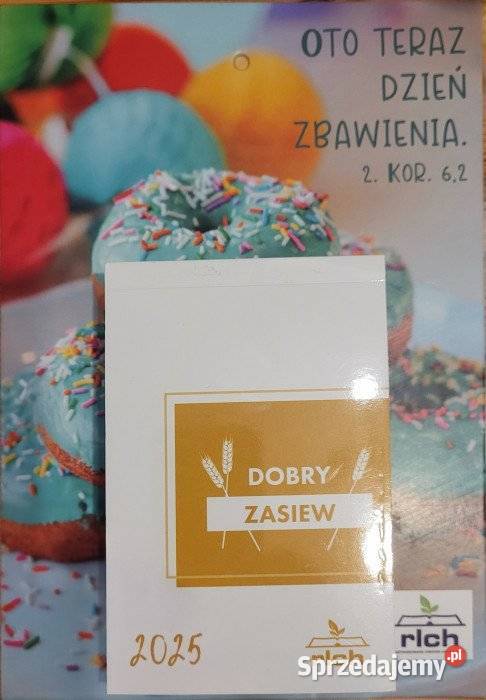 OTO TERAZ
DZIEŃ
ZBAWIENIA.
2. KOR. 6,2
DOBRY
ZASIEW
2025
rlch
rlch
Sprzedajemy.pl